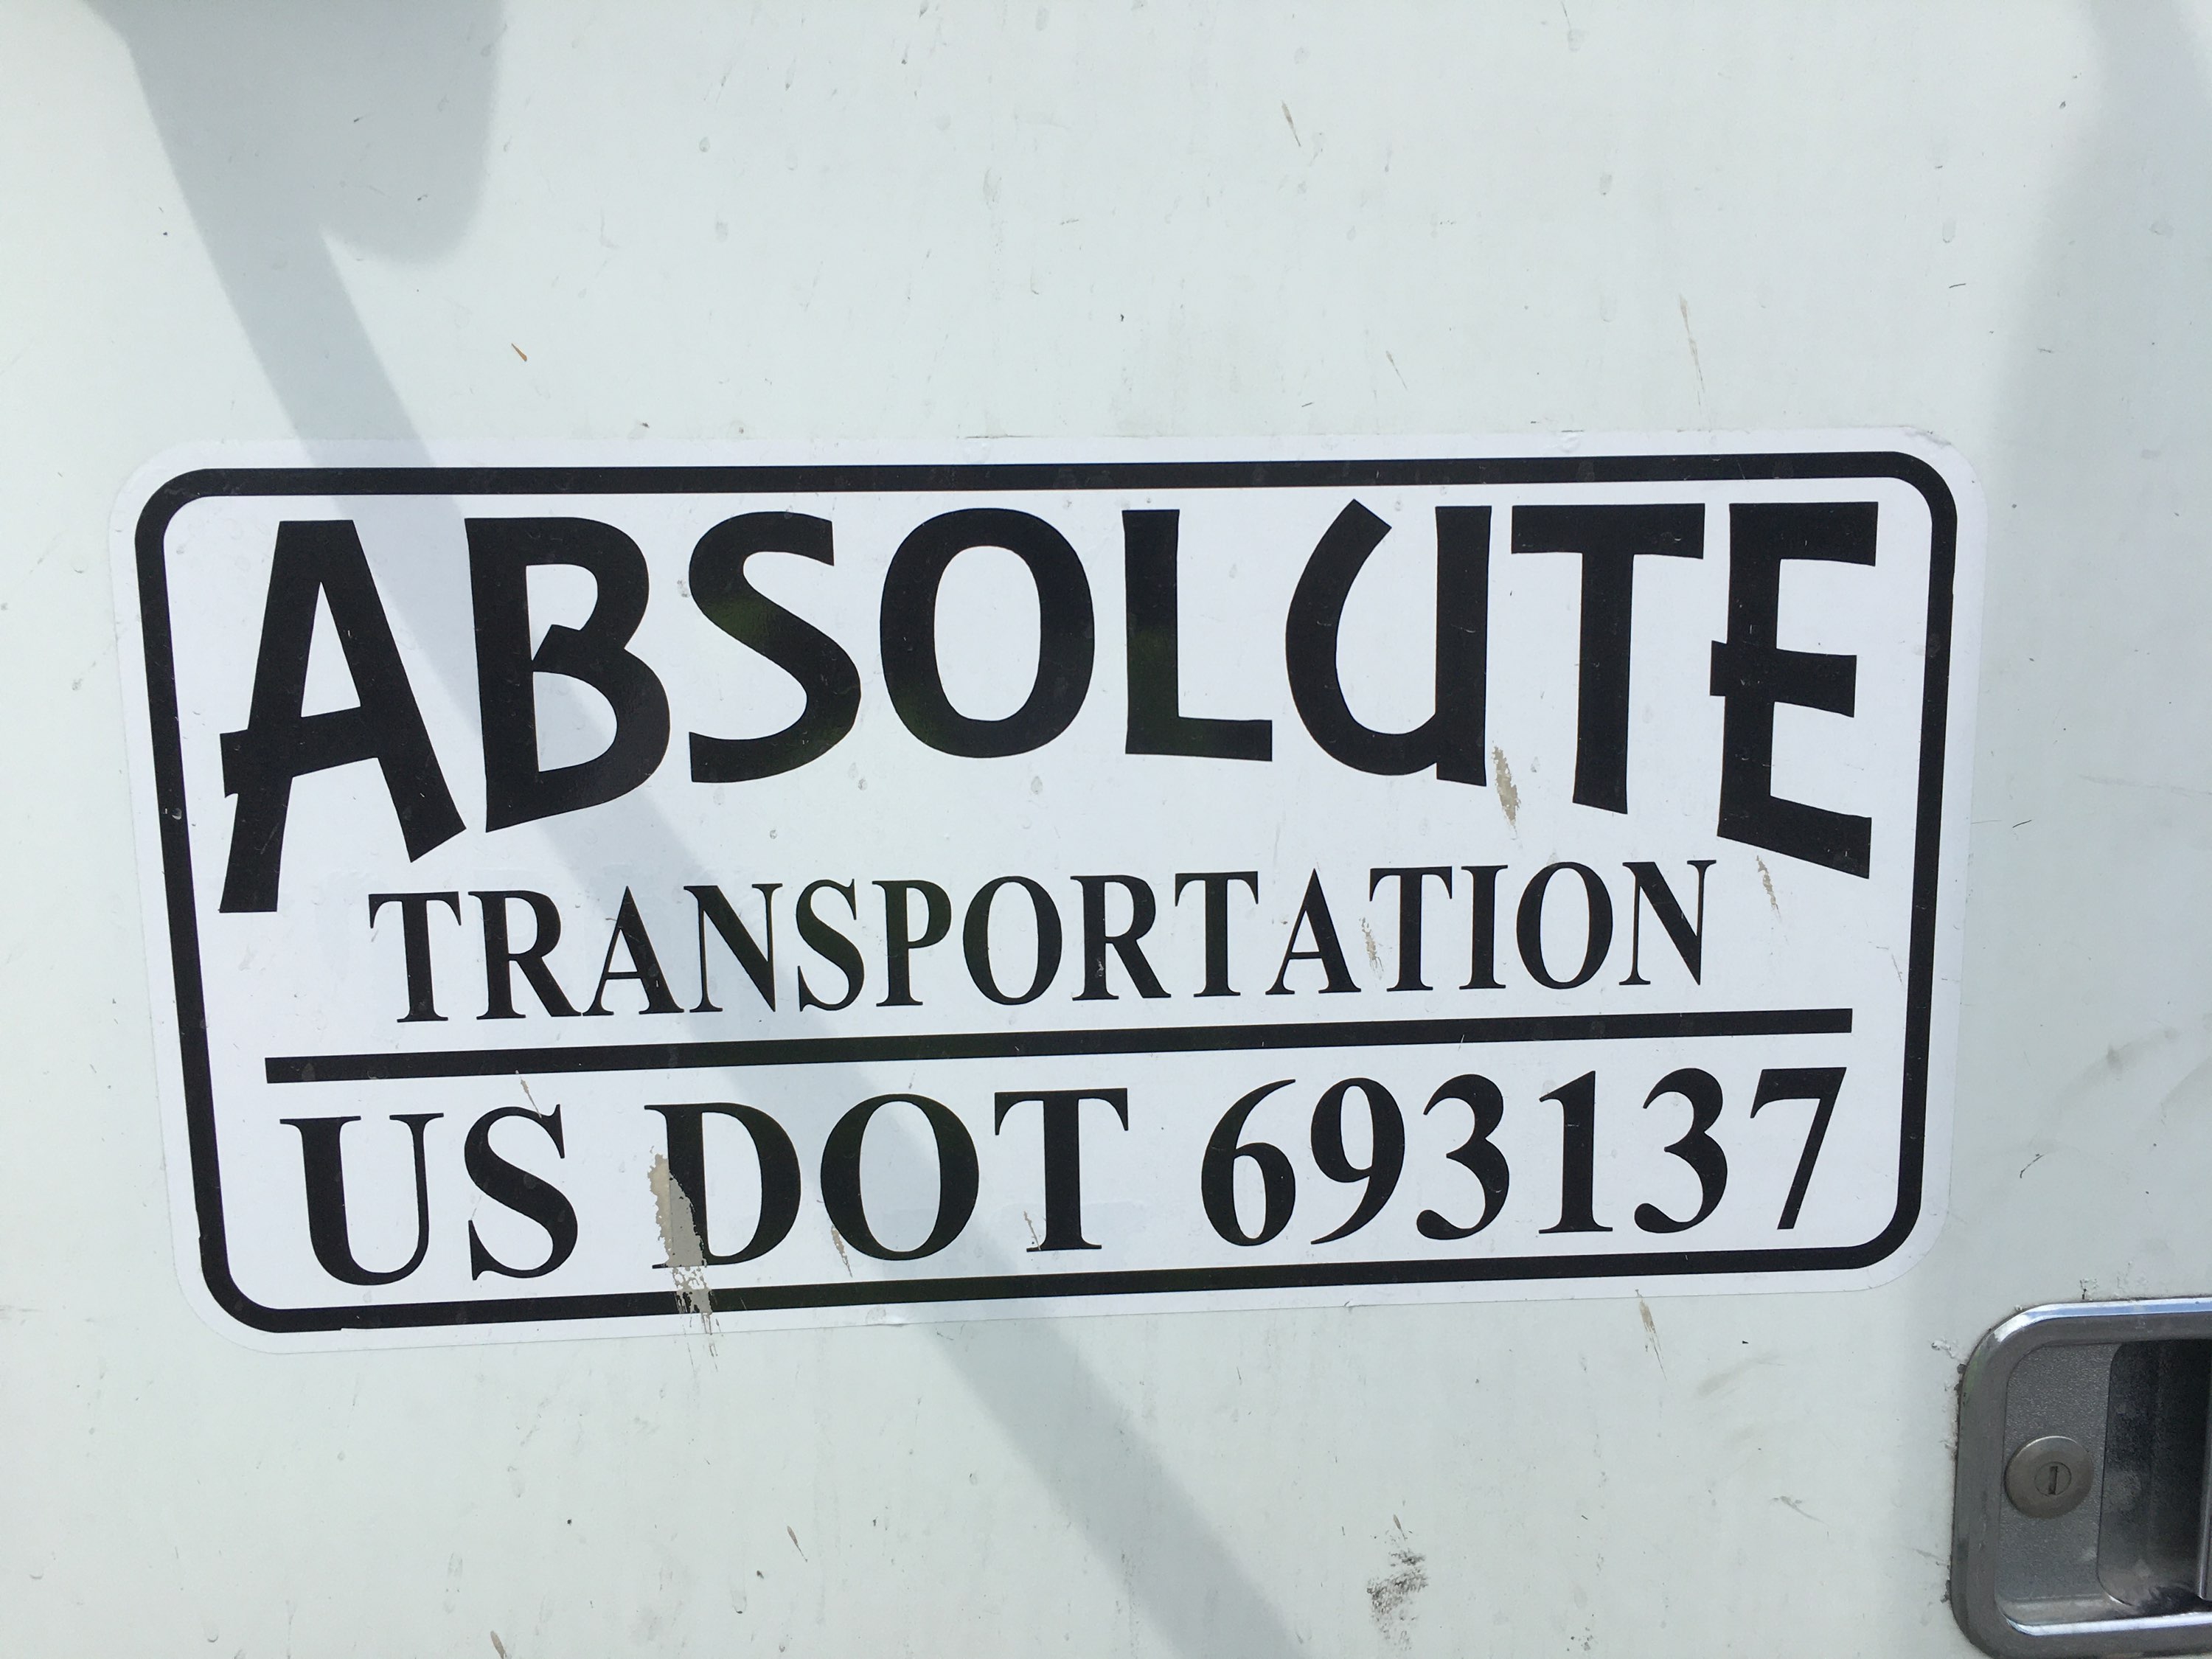 ABSOLUTE
TRANSPORTATION
US DOT 693137